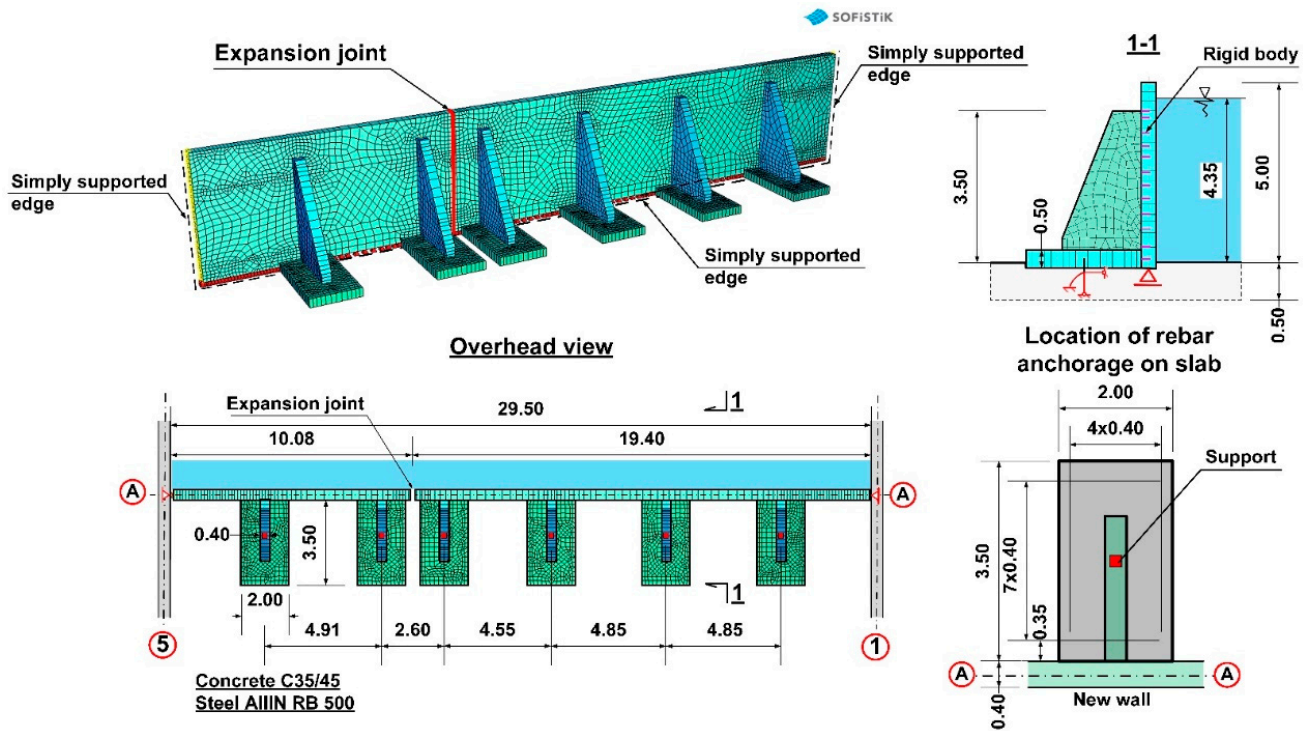 SOFiSTiK
Expansion joint
Simply supported
edge
Simply supported
edge
Simply supported
edge
1-1
Rigid body
3.50
0.50
4.35
5.00
0.50
Overhead view
Expansion joint
1
29.50
10.08
19.40
A
A
0.40
3.50
2.00
1
4.91
2.60
4.55
4.85
4.85
5
1
Concrete C35/45
Steel AIIIN RB 500
Location of rebar
anchorage on slab
2.00
4x0.40
Support
3.50
7x0.40
0.35
A
A
0.40
New wall